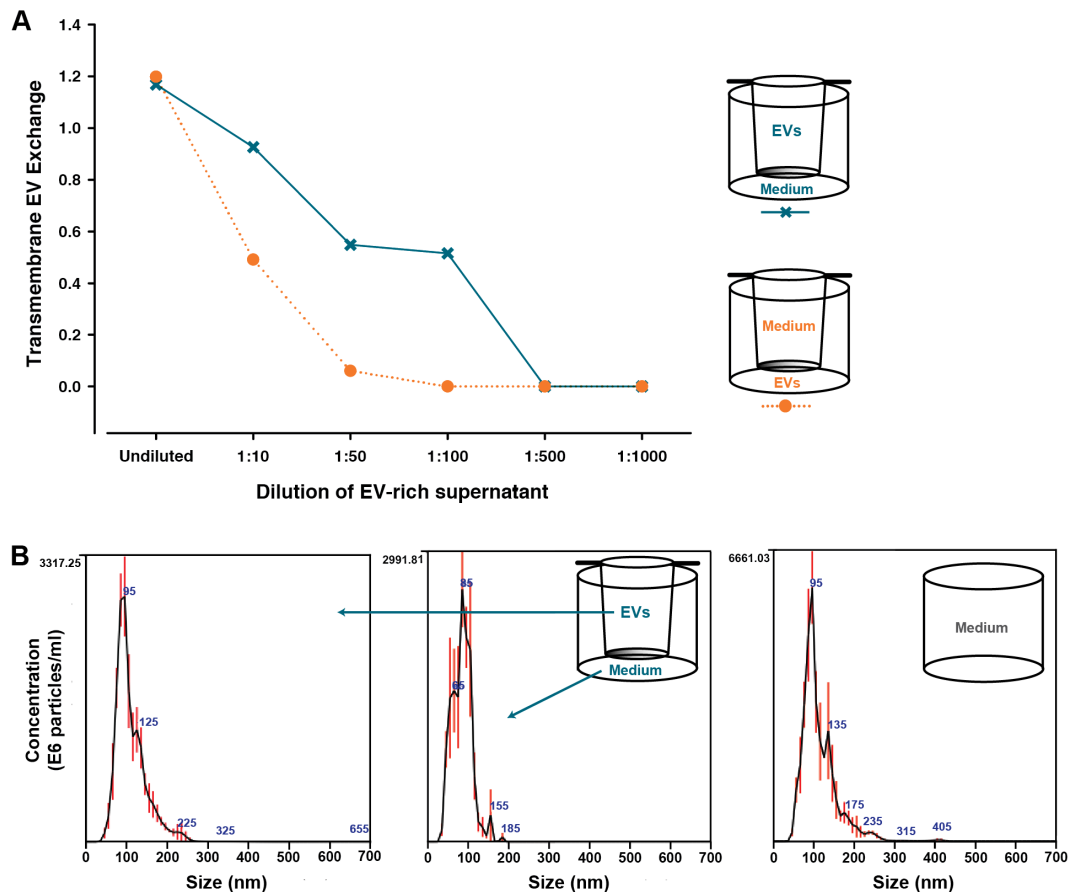 A
Transmembrane EV Exchange
1.4
1.2
1.0
0.8
0.6
0.4
0.2
0.0
Undiluted 1:10 1:50 1:100 1:500 1:1000
Dilution of EV-rich supernatant
EVs
Medium
Medium
EVs
B
Concentration
(E6 particles/ml)
3317.25
95
125
225
325
655
0 100 200 300 400 500 600 700
Size (nm)
2991.81
85
65
155
185
EVs
Medium
0 100 200 300 400 500 600 700
Size (nm)
6661.03
95
135
175
235
315
405
Medium
0 100 200 300 400 500 600 700
Size (nm)